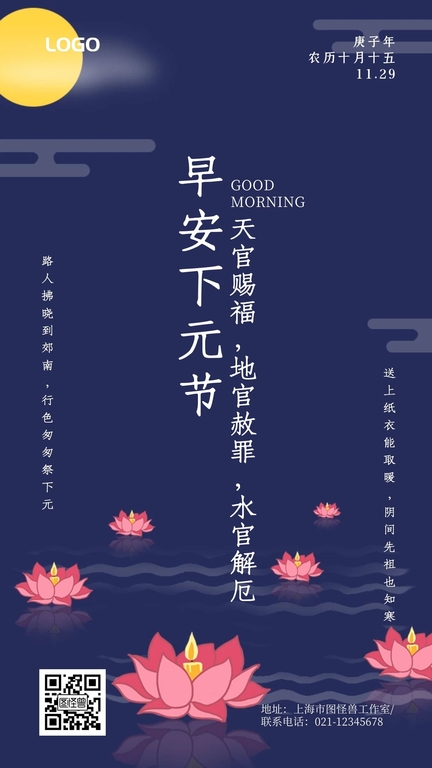 LOGO
庚子年
农历十月十五
11.29
早安下元节
GOOD
MORNING
天官赐福，地官赦罪，水官解厄
路人拂晓到郊南，行色匆匆祭下元
送上纸衣能取暖，阴间先祖也知寒
图怪兽
地址：上海市图怪兽工作室/
联系电话：021-12345678